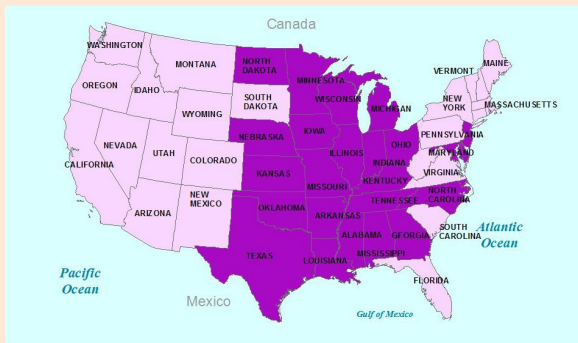 Canada
WASHINGTON
MONTANA
NORTH
DAKOTA
MINNESOTA
VERMONT
MAINE
OREGON
IDAHO
SOUTH
DAKOTA
WISCONSIN
MICHIGAN
NEW
YORK
MASSACHUSETTS
WYOMING
NEBRASKA
IOWA
PENNSYLVANIA
NEVADA
UTAH
COLORADO
ILLINOIS
INDIANA
OHIO
MARYLAND
CALIFORNIA
KANSAS
MISSOURI
KENTUCKY
VIRGINIA
ARIZONA
NEW
MEXICO
OKLAHOMA
ARKANSAS
TENNESSEE
NORTH
CAROLINA
TEXAS
LOUISIANA
MISSISSIPPI
ALABAMA
GEORGIA
SOUTH
CAROLINA
Atlantic
Ocean
Pacific
Ocean
FLORIDA
Mexico
Gulf of Mexico